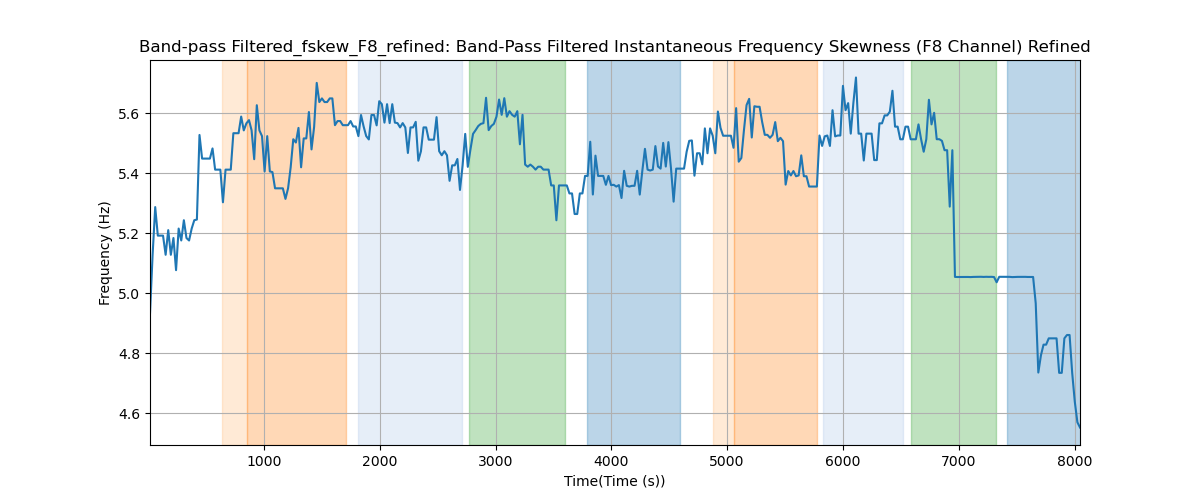 Band-pass Filtered_fskew_F8_refined: Band-Pass Filtered Instantaneous Frequency Skewness (F8 Channel) Refined
Frequency (Hz)
5.6
5.4
5.2
5.0
4.8
4.6
1000 2000 3000 4000 5000 6000 7000 8000
Time(Time (s))